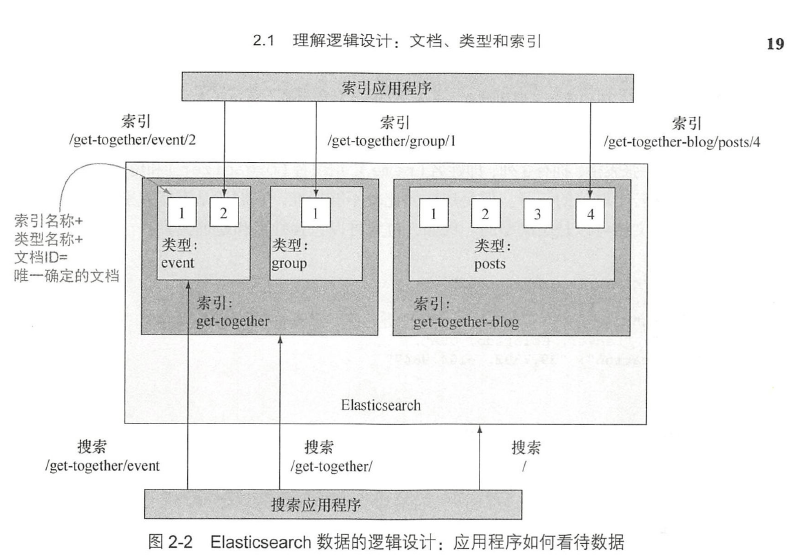 2.1 理解逻辑设计：文档、类型和索引
19
索引应用程序
索引
/get-together/event/2
索引
/get-together/group/1
索引
/get-together-blog/posts/4
索引名称+
类型名称+
文档ID=
唯一确定的文档
1 2
类型：
event
1
类型：
group
索引：
get-together
1 2 3 4
类型：
posts
索引：
get-together-blog
Elasticsearch
搜索
/get-together/event
搜索
/get-together/
搜索
/
搜索应用程序
图 2-2 Elasticsearch 数据的逻辑设计：应用程序如何看待数据